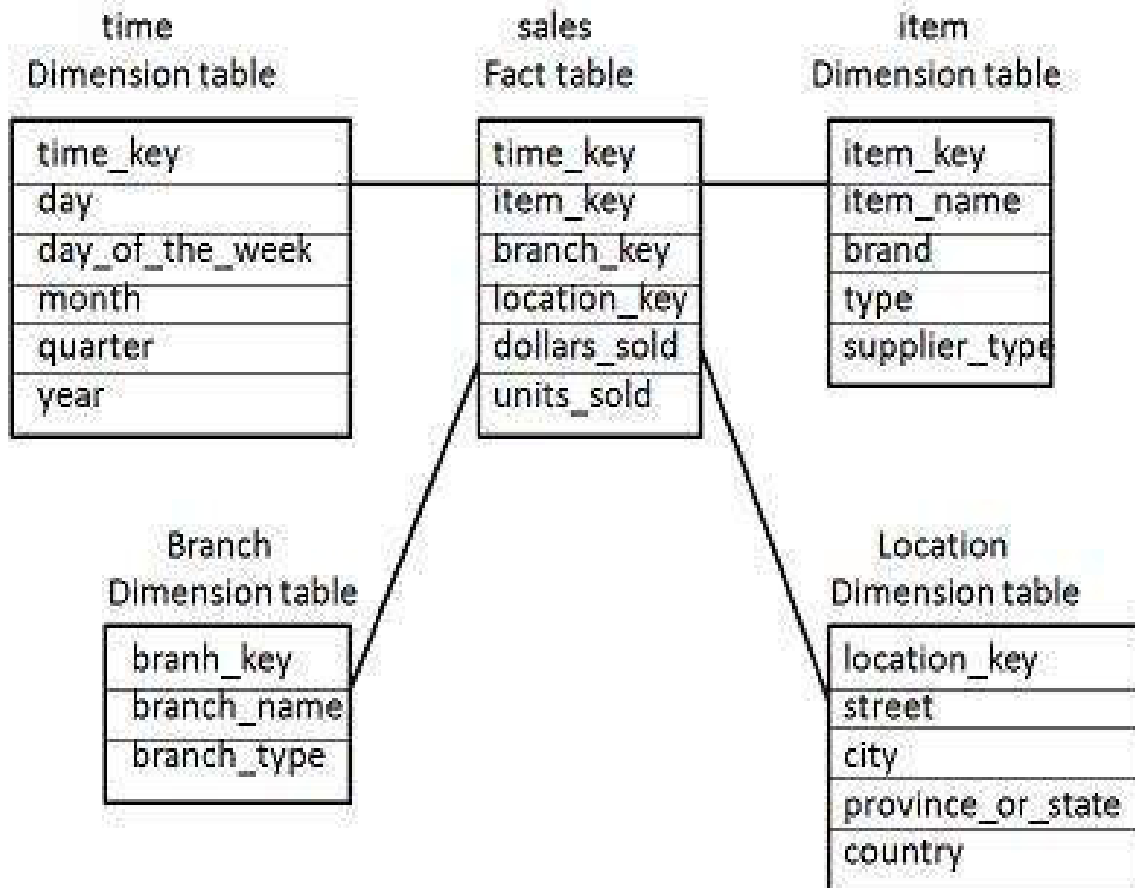 time
Dimension table
time_key
day
day_of_the_week
month
quarter
year
sales
Fact table
time_key
item_key
branch_key
location_key
dollars_sold
units_sold
item
Dimension table
item_key
item_name
brand
type
supplier_type
Branch
Dimension table
branh_key
branch_name
branch_type
Location
Dimension table
location_key
street
city
province_or_state
country